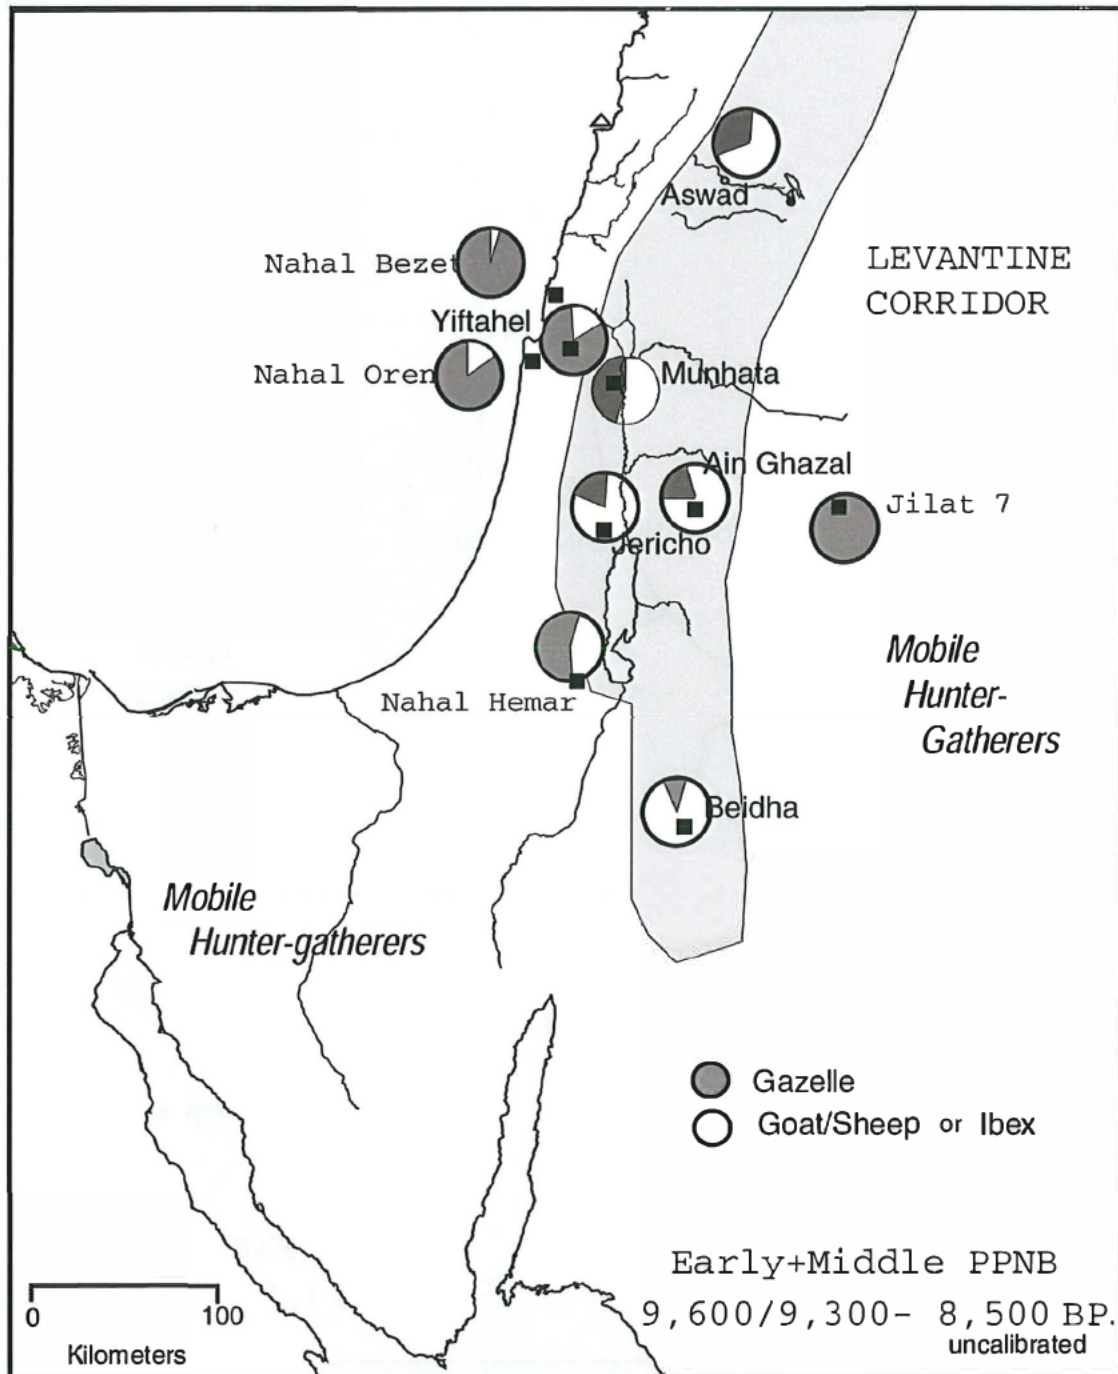 Aswad
LEVANTINE
CORRIDOR
Nahal Bezet
Yiftahel
Nahal Oren
Munhata
Ain Ghazal
Jilat 7
Jericho
Mobile
Hunter-
Gatherers
Nahal Hemar
Beidha
Mobile
Hunter-gatherers
Gazelle
Goat/Sheep or Ibex
Early+Middle PPNB
9,600/9,300- 8,500 BP.
uncalibrated
0 100
Kilometers